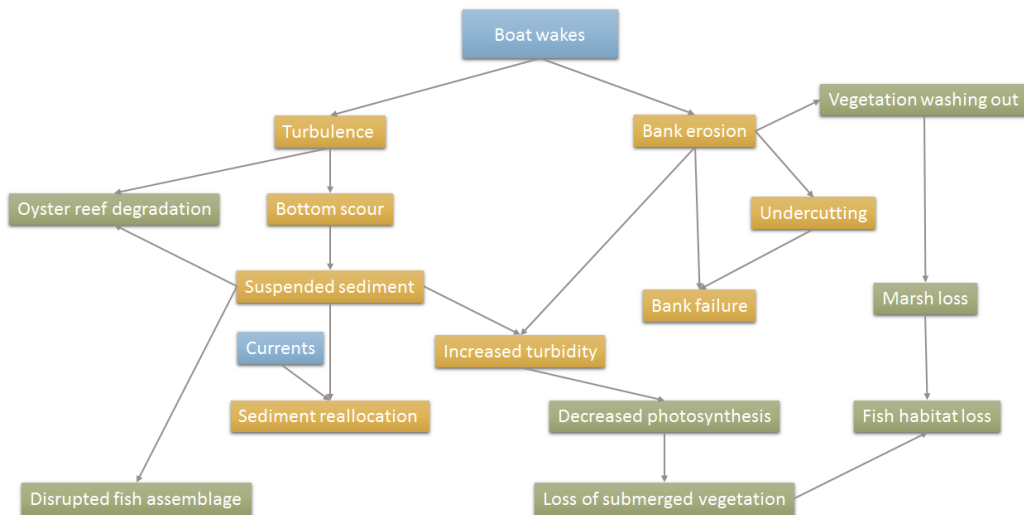 Boat wakes
Vegetation washing out
Turbulence
Bank erosion
Oyster reef degradation
Bottom scour
Undercutting
Suspended sediment
Marsh loss
Bank failure
Currents
Increased turbidity
Sediment reallocation
Decreased photosynthesis
Fish habitat loss
Disrupted fish assemblage
Loss of submerged vegetation